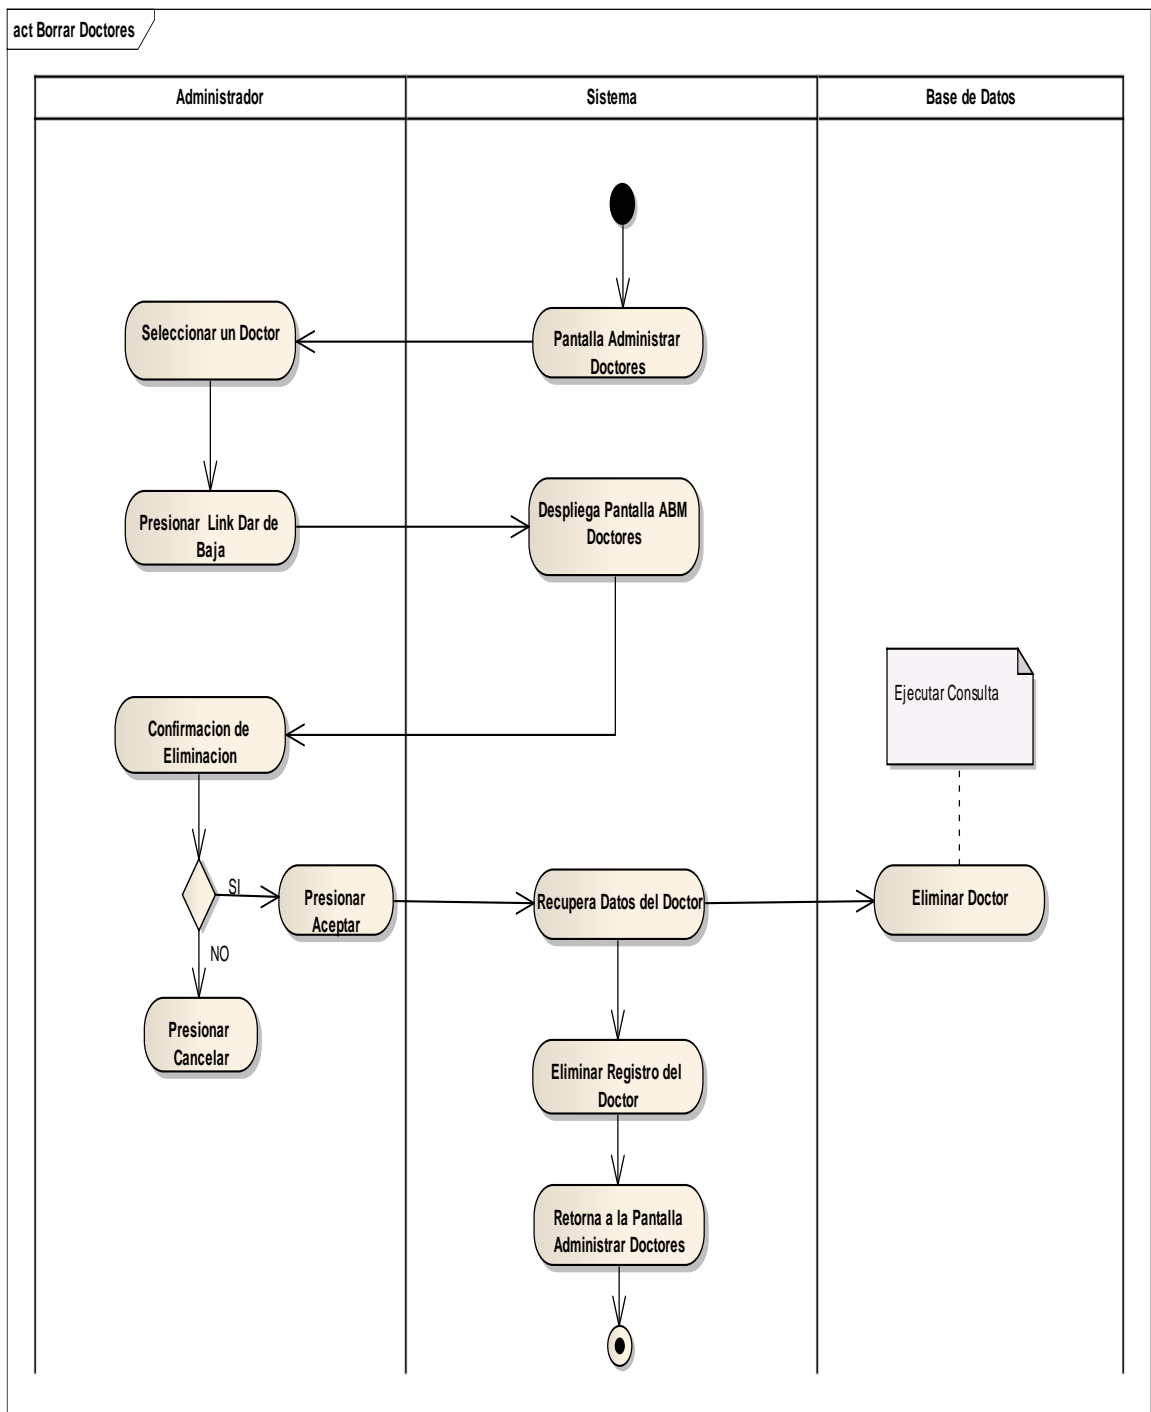 act Borrar Doctores
Administrador
Sistema
Base de Datos
Seleccionar un Doctor
Pantalla Administrar
Doctores
Presionar Link Dar de
Baja
Despliega Pantalla ABM
Doctores
Ejecutar Consulta
Confirmacion de
Eliminacion
SI
Presionar
Aceptar
Recupera Datos del Doctor
Eliminar Doctor
NO
Presionar
Cancelar
Eliminar Registro del
Doctor
Retorna a la Pantalla
Administrar Doctores